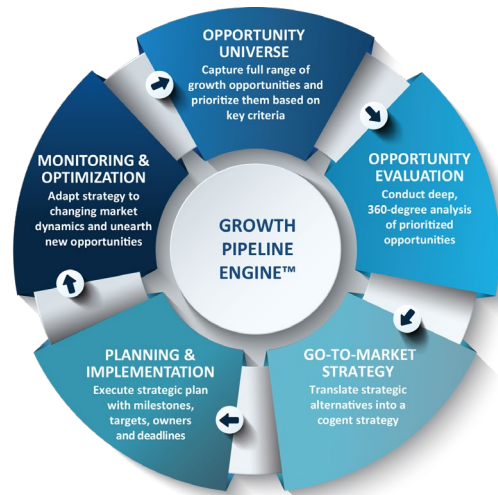 OPPORTUNITY
UNIVERSE
Capture full range of
growth opportunities and
prioritize them based on
key criteria
OPPORTUNITY
EVALUATION
Conduct deep,
360-degree analysis
of prioritized
opportunities
GO-TO-MARKET
STRATEGY
Translate strategic
alternatives into a
cogent strategy
PLANNING &
IMPLEMENTATION
Execute strategic plan
with milestones,
targets, owners
and deadlines
MONITORING &
OPTIMIZATION
Adapt strategy to
changing market
dynamics and unearth
new opportunities
GROWTH
PIPELINE
ENGINE™